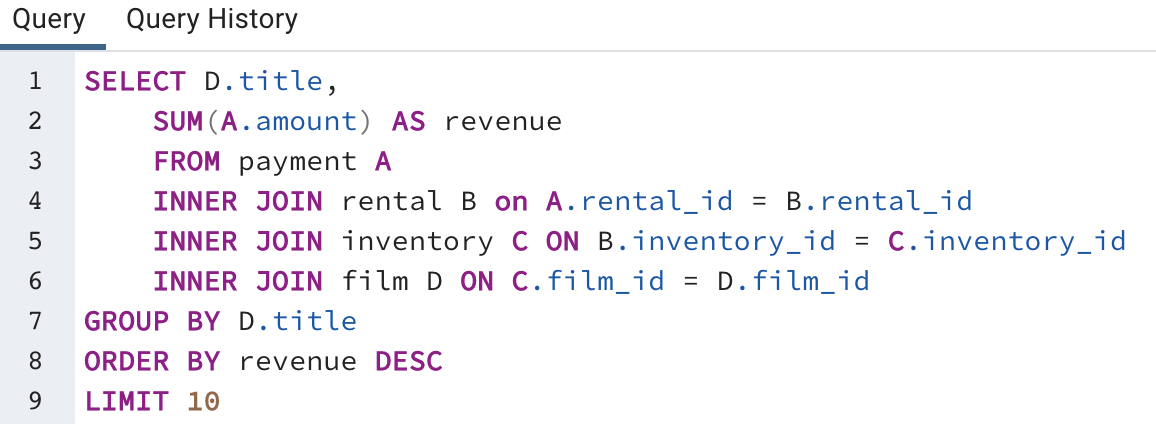 Query Query History
1 SELECT D.title,
2 SUM(A.amount) AS revenue
3 FROM payment A
4 INNER JOIN rental B on A.rental_id = B.rental_id
5 INNER JOIN inventory C ON B.inventory_id = C.inventory_id
6 INNER JOIN film D ON C.film_id = D.film_id
7 GROUP BY D.title
8 ORDER BY revenue DESC
9 LIMIT 10